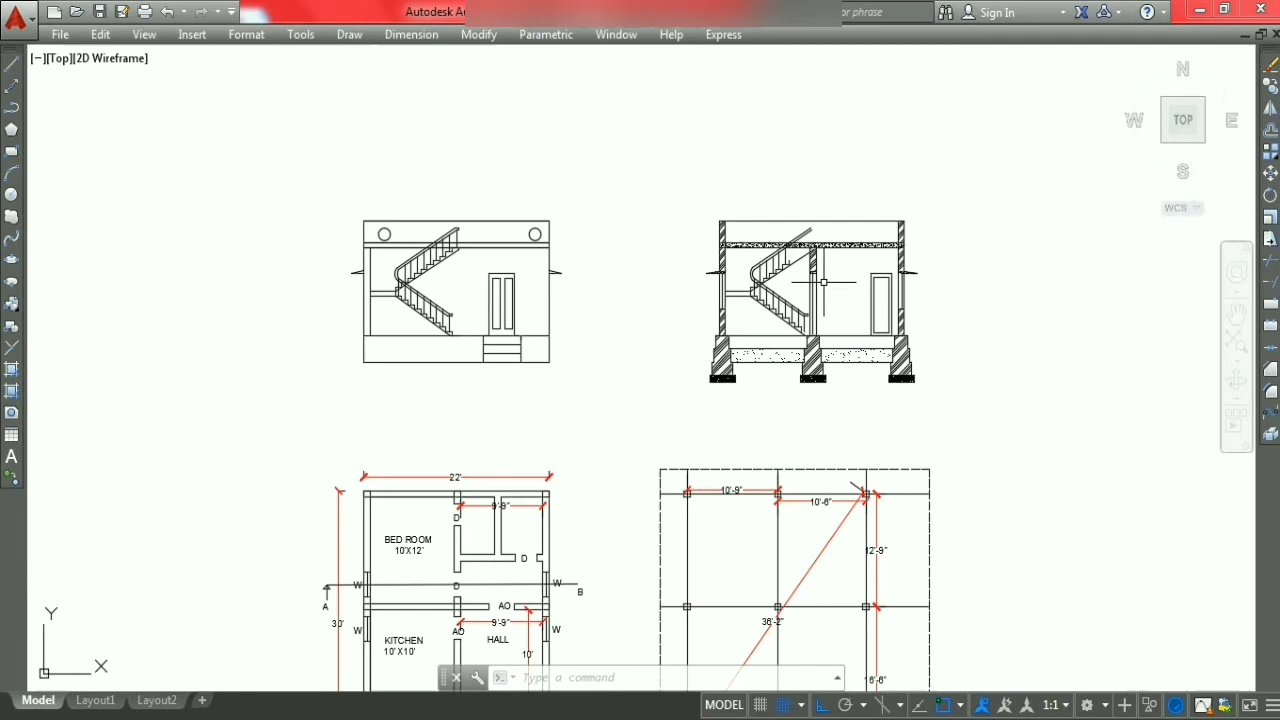 Autodesk Au
or phrase
Sign In
File Edit View Insert Format Tools Draw Dimension Modify Parametric Window Help Express
[−][Top][2D Wireframe]
N
W TOP E
S
WCS
22'
10'-9"
9'-9"
10'-6"
D
BED ROOM
10'X12'
D
12'-9"
W D W
A B
AO
30'
36'-2"
W AO 9'-9" W
KITCHEN HALL
10' X10'
10'
Y
X
Type a command
Model Layout1 Layout2 +
MODEL 1:1